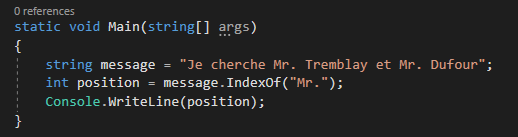 0 references
static void Main(string[] args)
{
string message = "Je cherche Mr. Tremblay et Mr. Dufour";
int position = message.IndexOf("Mr.");
Console.WriteLine(position);
}